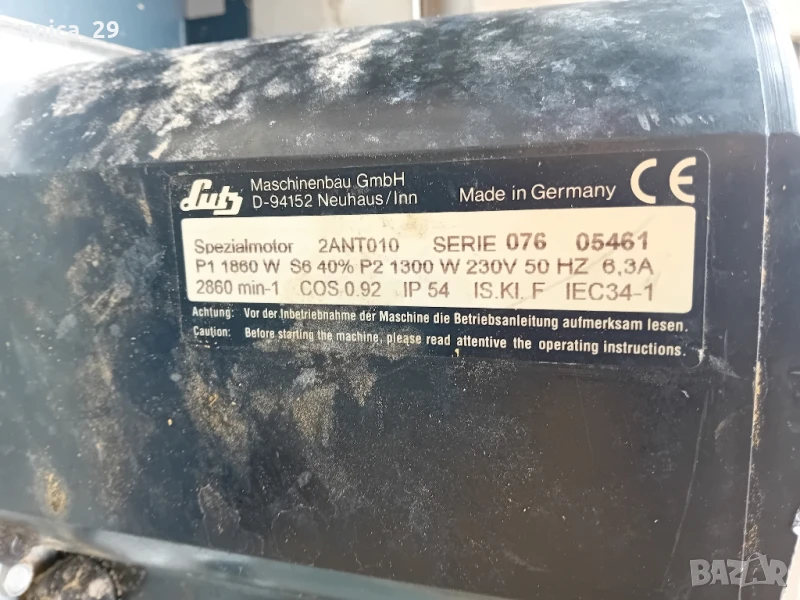 29
Lutz
Maschinenbau GmbH
D-94152 Neuhaus/Inn
Made in Germany
CE
Spezialmotor 2ANT010 SERIE 076 05461
P1 1860 W S6 40% P2 1300 W 230V 50 HZ 6,3A
2860 min-1 COS.0.92 IP 54 IS.Kl. F IEC34-1
Achtung: Vor der Inbetriebnahme der Maschine die Betriebsanleitung aufmerksam lesen.
Caution: Before starting the machine, please read attentive the operating instructions.
BAZAR